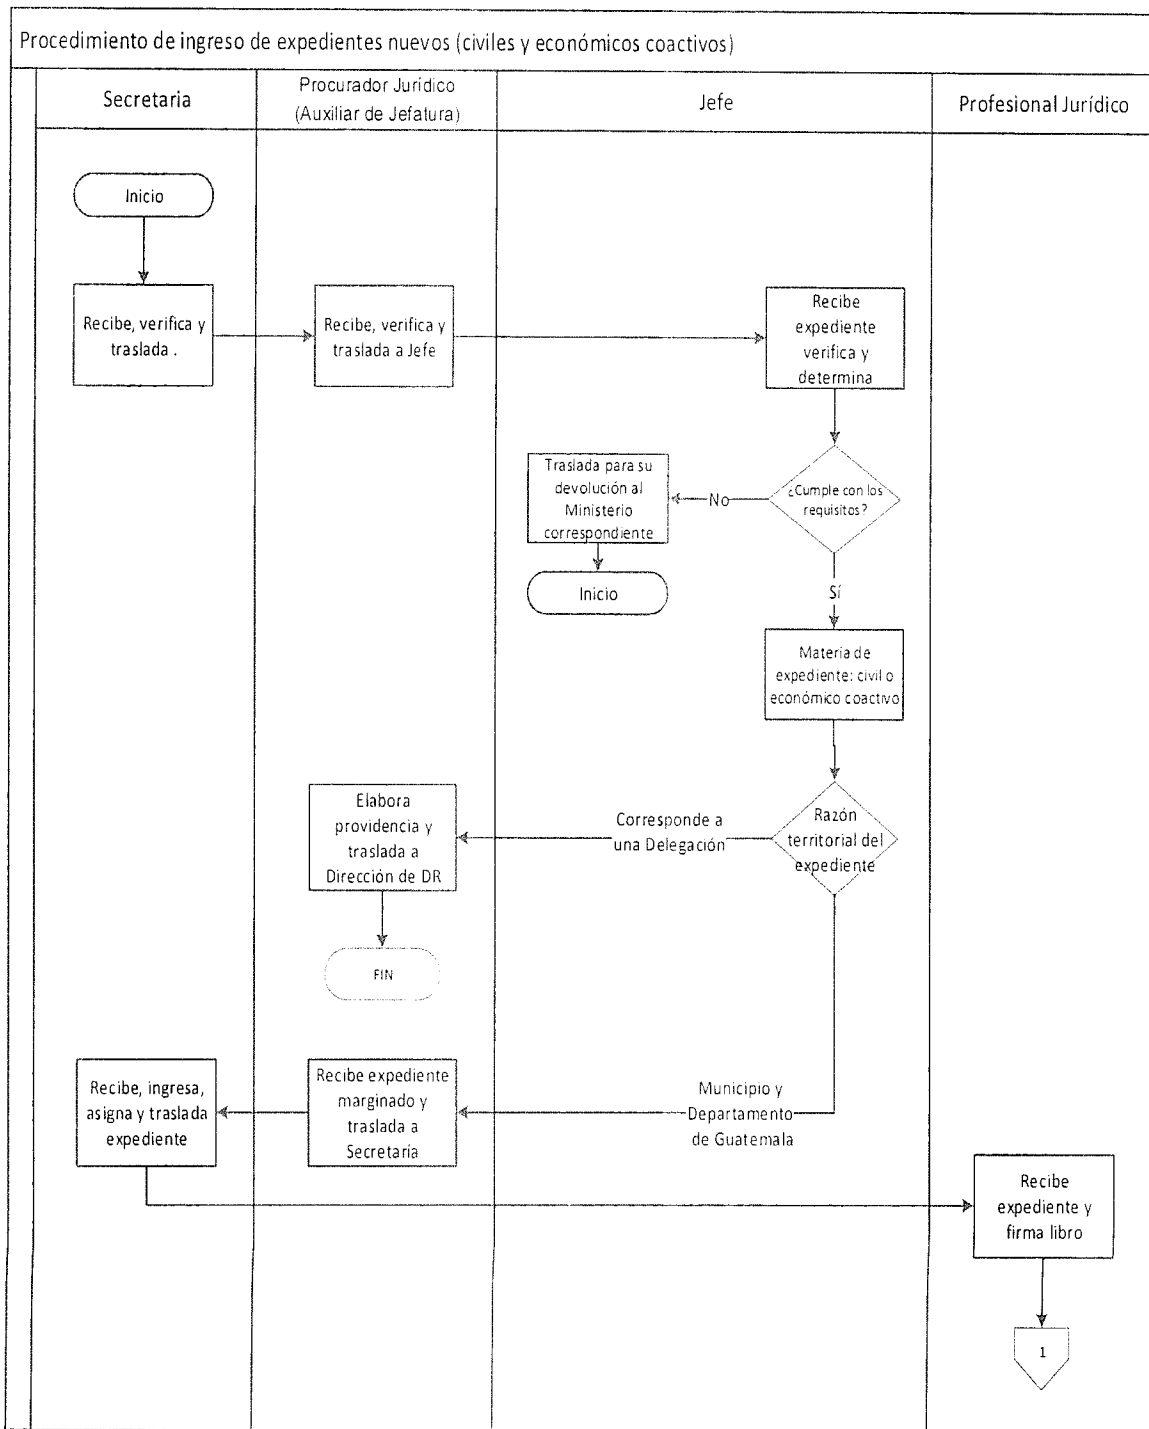 Procedimiento de ingreso de expedientes nuevos (civiles y económicos coactivos)
Secretaria
Procurador Jurídico
(Auxiliar de Jefatura)
Jefe
Profesional Jurídico
Inicio
Recibe, verifica y
traslada .
Recibe, verifica y
traslada a Jefe
Recibe
expediente
verifica y
determina
¿Cumple con los
requisitos?
No
Traslada para su
devolución al
Ministerio
correspondiente
Inicio
Sí
Materia de
expediente: civil o
económico coactivo
Razón
territorial del
expediente
Corresponde a
una Delegación
Elabora
providencia y
traslada a
Dirección de DR
FIN
Municipio y
Departamento
de Guatemala
Recibe expediente
marginado y
traslada a
Secretaría
Recibe, ingresa,
asigna y traslada
expediente
Recibe
expediente y
firma libro
1